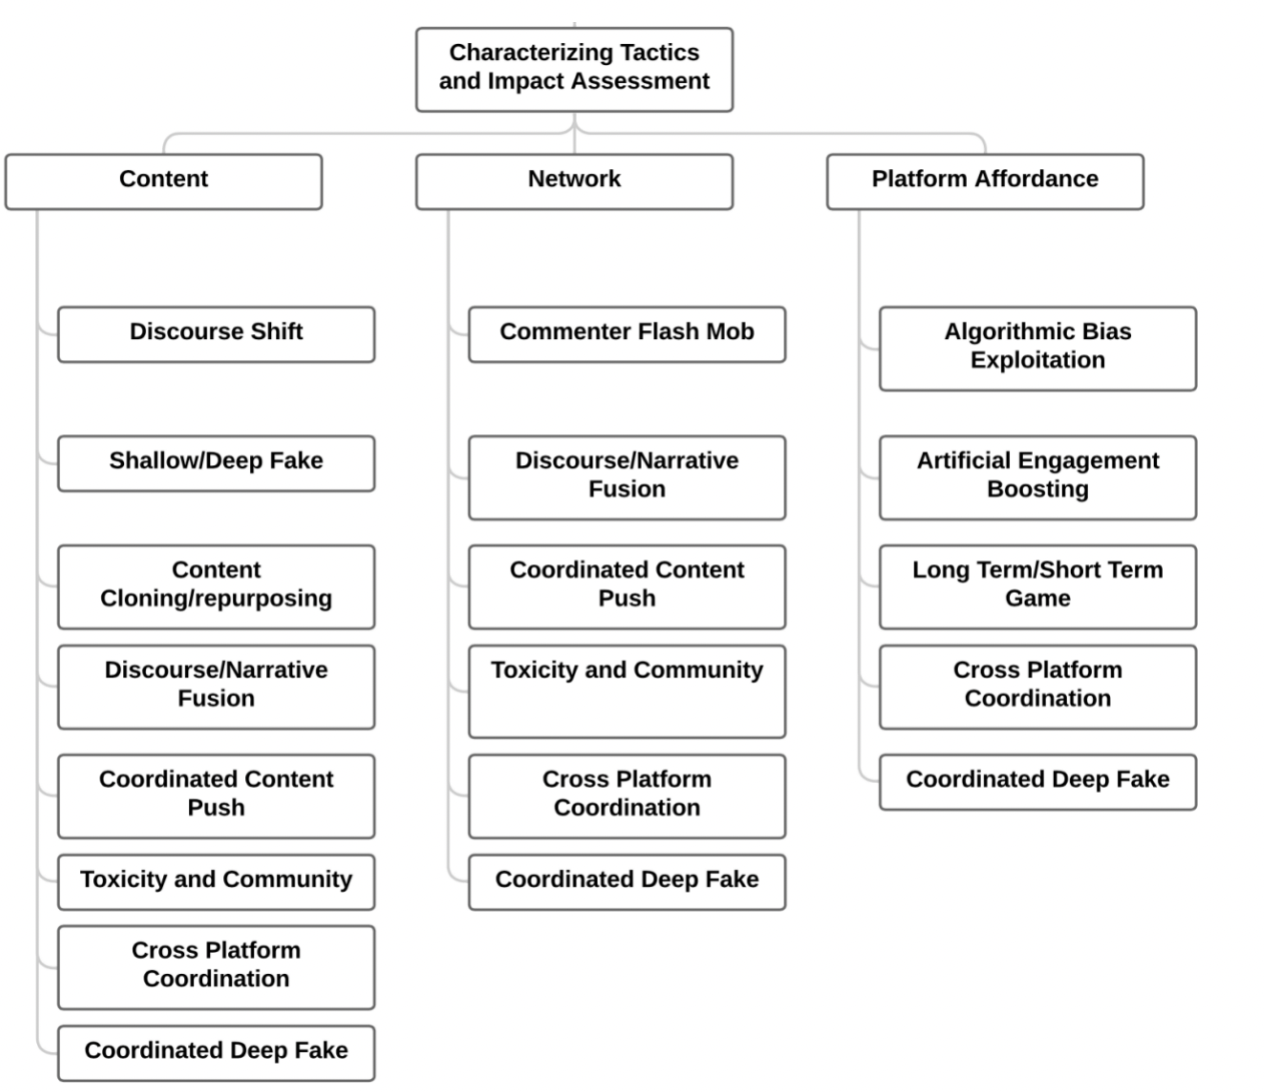 Characterizing Tactics
and Impact Assessment
Content
Network
Platform Affordance
Discourse Shift
Shallow/Deep Fake
Content
Cloning/repurposing
Discourse/Narrative
Fusion
Coordinated Content
Push
Toxicity and Community
Cross Platform
Coordination
Coordinated Deep Fake
Commenter Flash Mob
Discourse/Narrative
Fusion
Coordinated Content
Push
Toxicity and Community
Cross Platform
Coordination
Coordinated Deep Fake
Algorithmic Bias
Exploitation
Artificial Engagement
Boosting
Long Term/Short Term
Game
Cross Platform
Coordination
Coordinated Deep Fake